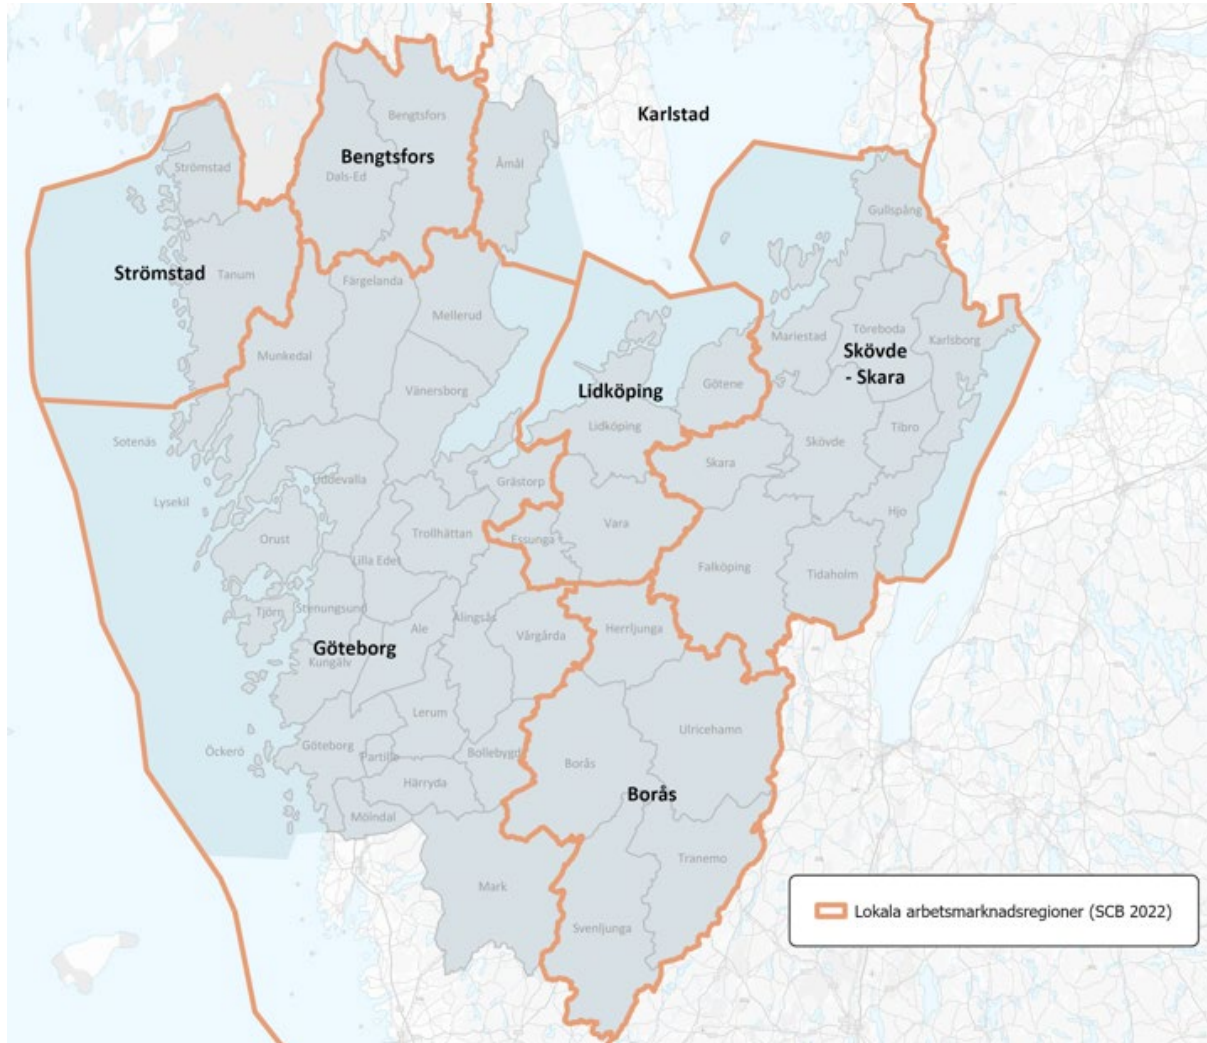 Karlstad
Bengtsfors
Bengtsfors
Dals-Ed
Åmål
Strömstad
Strömstad
Tanum
Gullspång
Färgelanda
Mellerud
Munkedal
Vänersborg
Mariestad
Töreboda
Karlsborg
Skövde
- Skara
Lidköping
Götene
Lidköping
Skövde
Tibro
Skara
Hjo
Sotenäs
Lysekil
Uddevalla
Grästorp
Vara
Essunga
Trollhättan
Orust
Lilla Edet
Falköping
Tidaholm
Tjörn
Stenungsund
Ale
Alingsås
Vårgårda
Herrljunga
Göteborg
Kungälv
Lerum
Ulricehamn
Öckerö
Göteborg
Partille
Bollebygd
Borås
Härryda
Borås
Mölndal
Tranemo
Mark
Svenljunga
Lokala arbetsmarknadsregioner (SCB 2022)